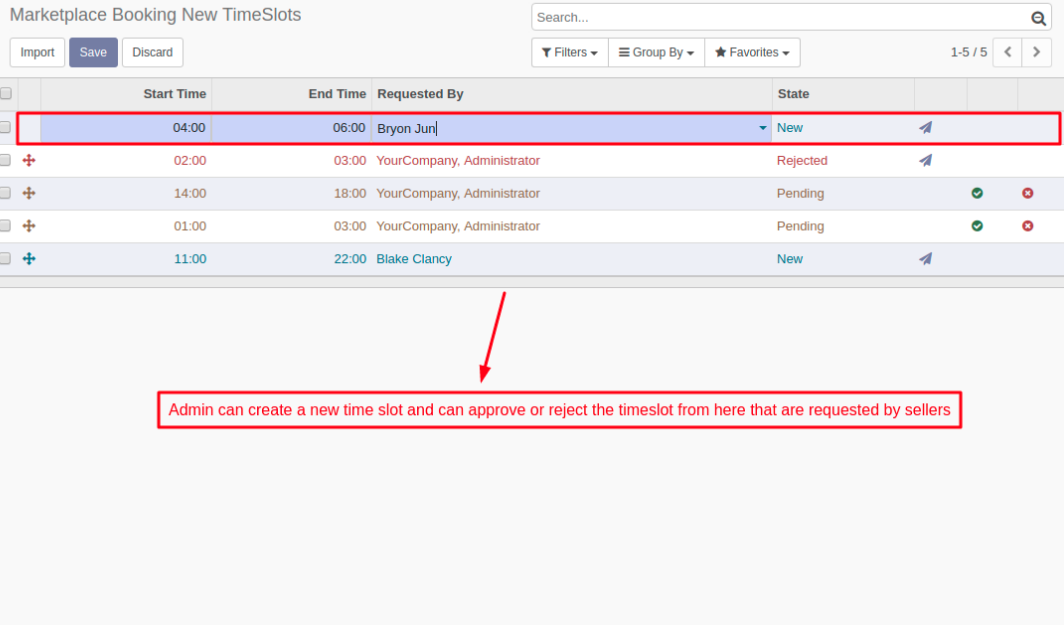 Marketplace Booking New TimeSlots
Search...
Import Save Discard
Filters Group By Favorites 1-5 / 5
Start Time End Time Requested By State
04:00 06:00 Bryon Jun New
02:00 03:00 YourCompany, Administrator Rejected
14:00 18:00 YourCompany, Administrator Pending
01:00 03:00 YourCompany, Administrator Pending
11:00 22:00 Blake Clancy New
Admin can create a new time slot and can approve or reject the timeslot from here that are requested by sellers